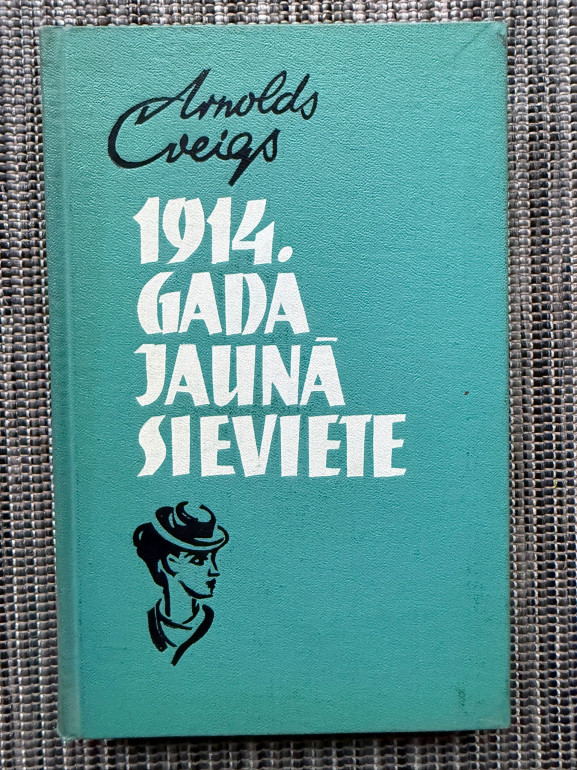 Arnolds
Cveigs
1914.
GADA
JAUNĀ
SIEVIETE